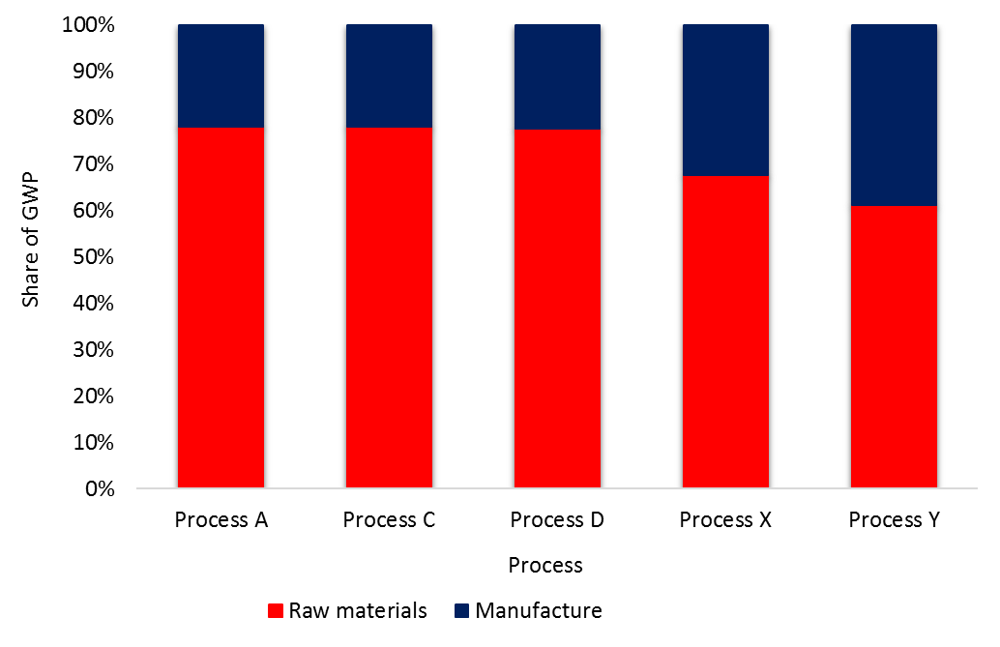 100%
90%
80%
70%
60%
50%
40%
30%
20%
10%
0%
Share of GWP
Process A
Process C
Process D
Process X
Process Y
Process
Raw materials
Manufacture